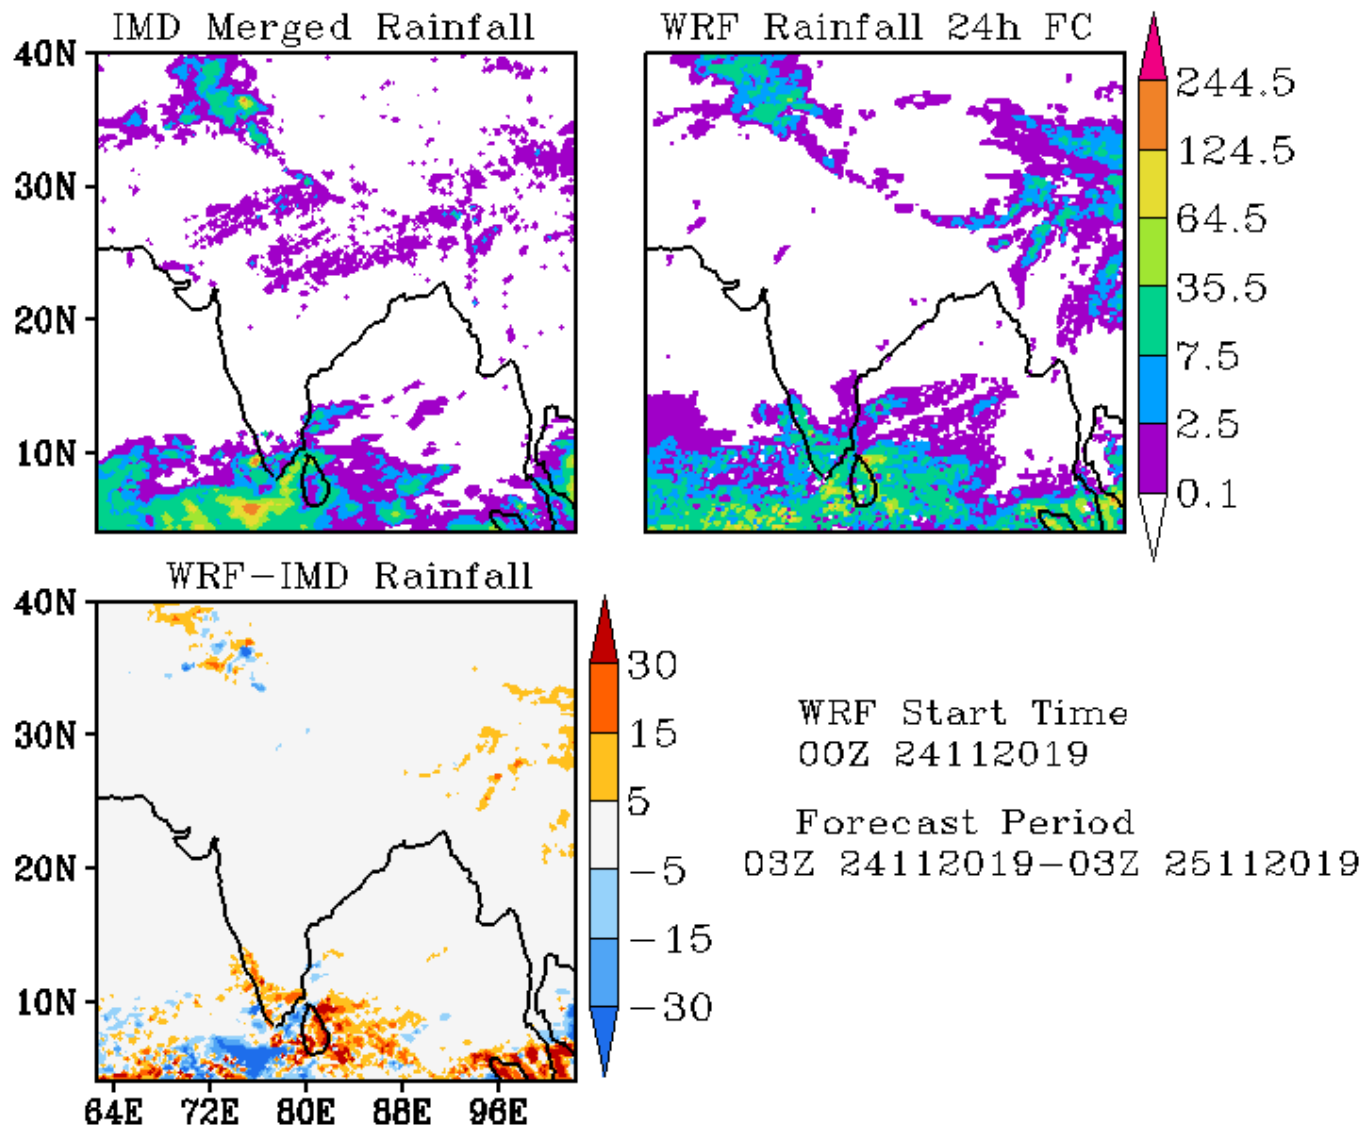 IMD Merged Rainfall
WRF Rainfall 24h FC
40N
30N
20N
10N
244.5
124.5
64.5
35.5
7.5
2.5
0.1
WRF-IMD Rainfall
40N
30N
20N
10N
64E 72E 80E 88E 96E
30
15
5
-5
-15
-30
WRF Start Time
00Z 24112019
Forecast Period
03Z 24112019-03Z 25112019